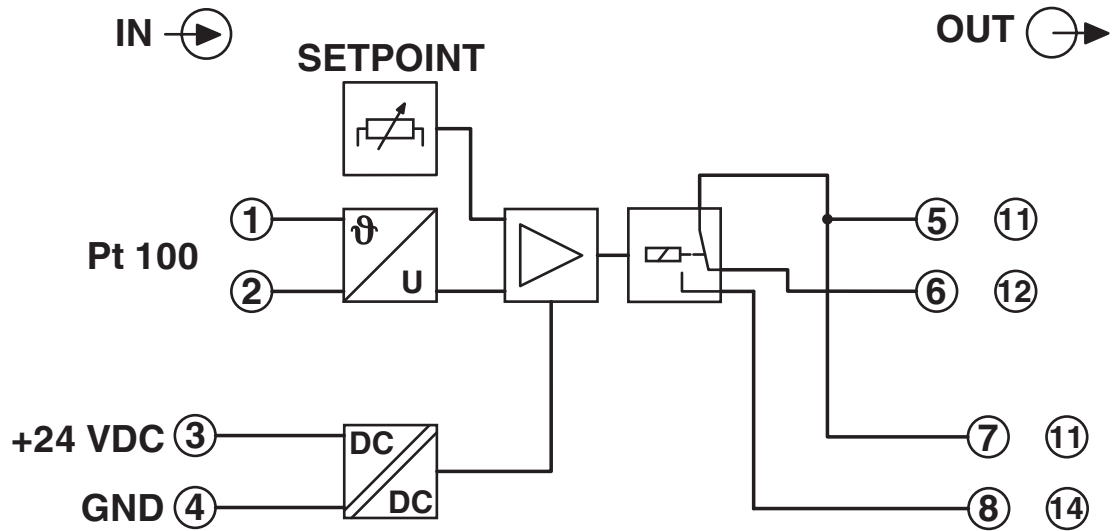 IN
OUT
SETPOINT
1
ϑ
5
11
Pt 100
2
U
6
12
+24 VDC
3
DC
7
11
GND
4
DC
8
14